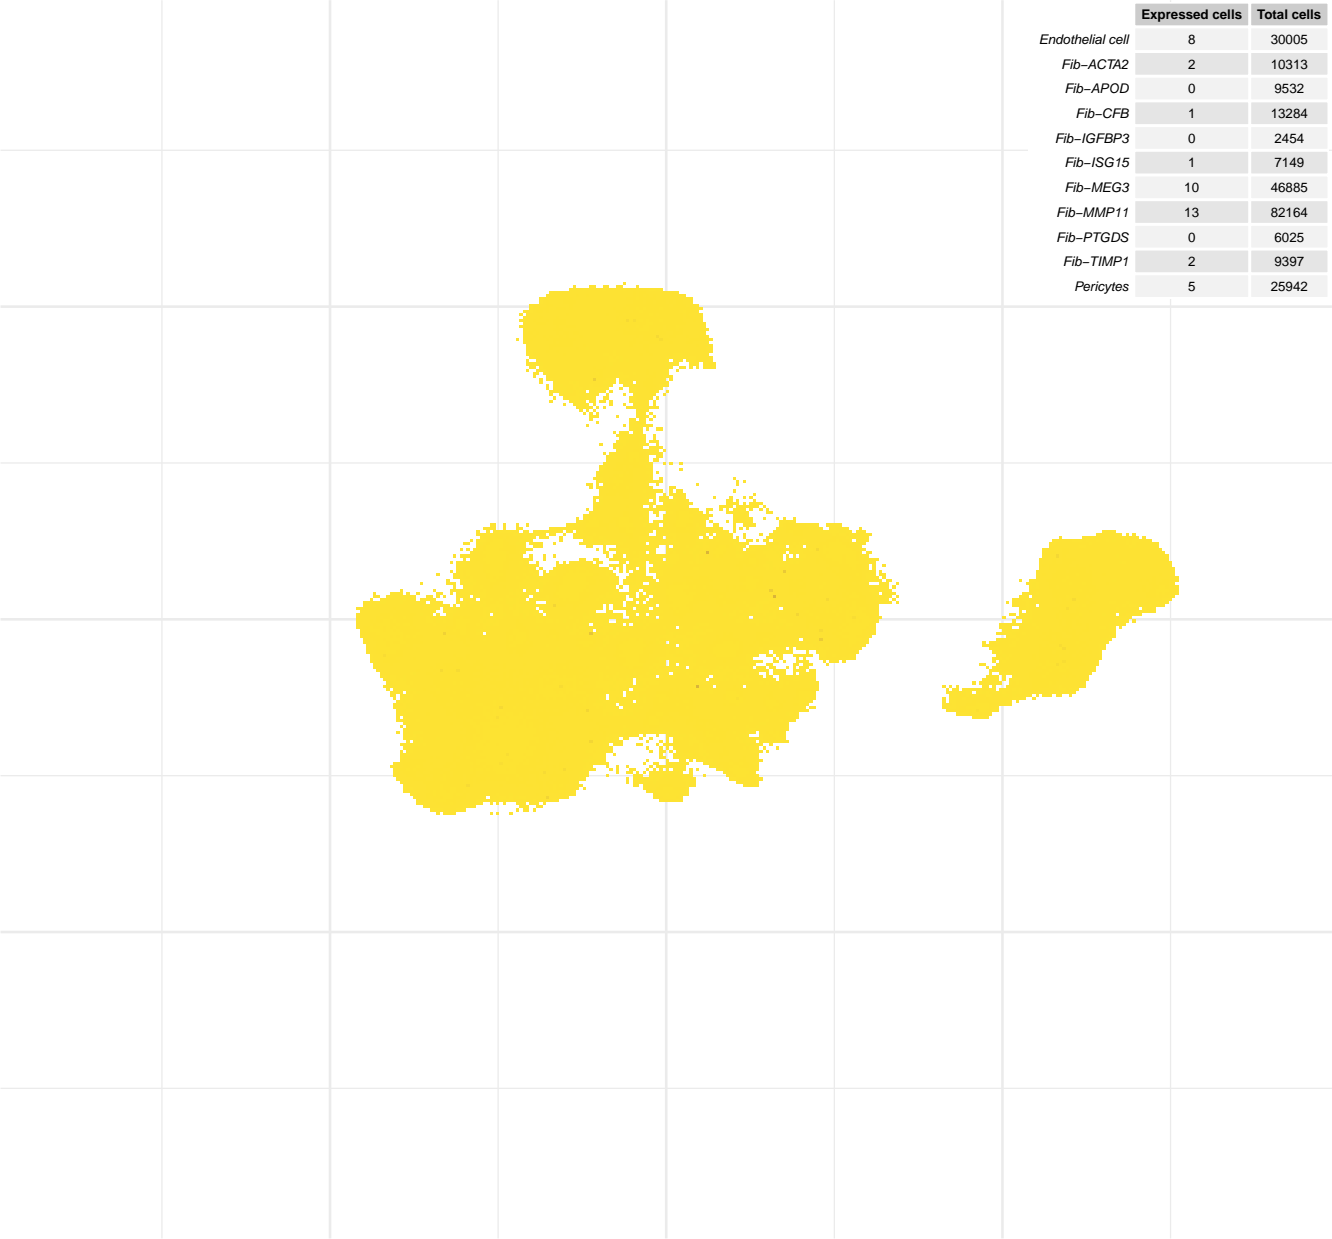 Expressed cells Total cells
Endothelial cell 8 30005
Fib−ACTA2 2 10313
Fib−APOD 0 9532
Fib−CFB 1 13284
Fib−IGFBP3 0 2454
Fib−ISG15 1 7149
Fib−MEG3 10 46885
Fib−MMP11 13 82164
Fib−PTGDS 0 6025
Fib−TIMP1 2 9397
Pericytes 5 25942